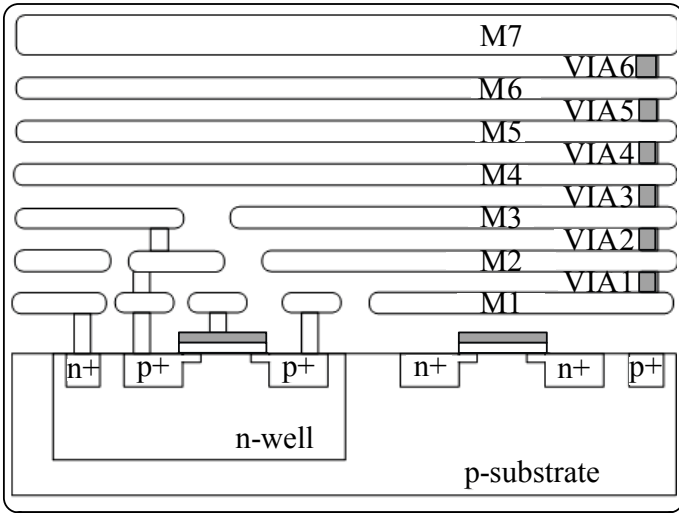 M7
VIA6
M6
VIA5
M5
VIA4
M4
VIA3
M3
VIA2
M2
VIA1
M1
n+ p+ p+ n+ n+ p+
n-well
p-substrate